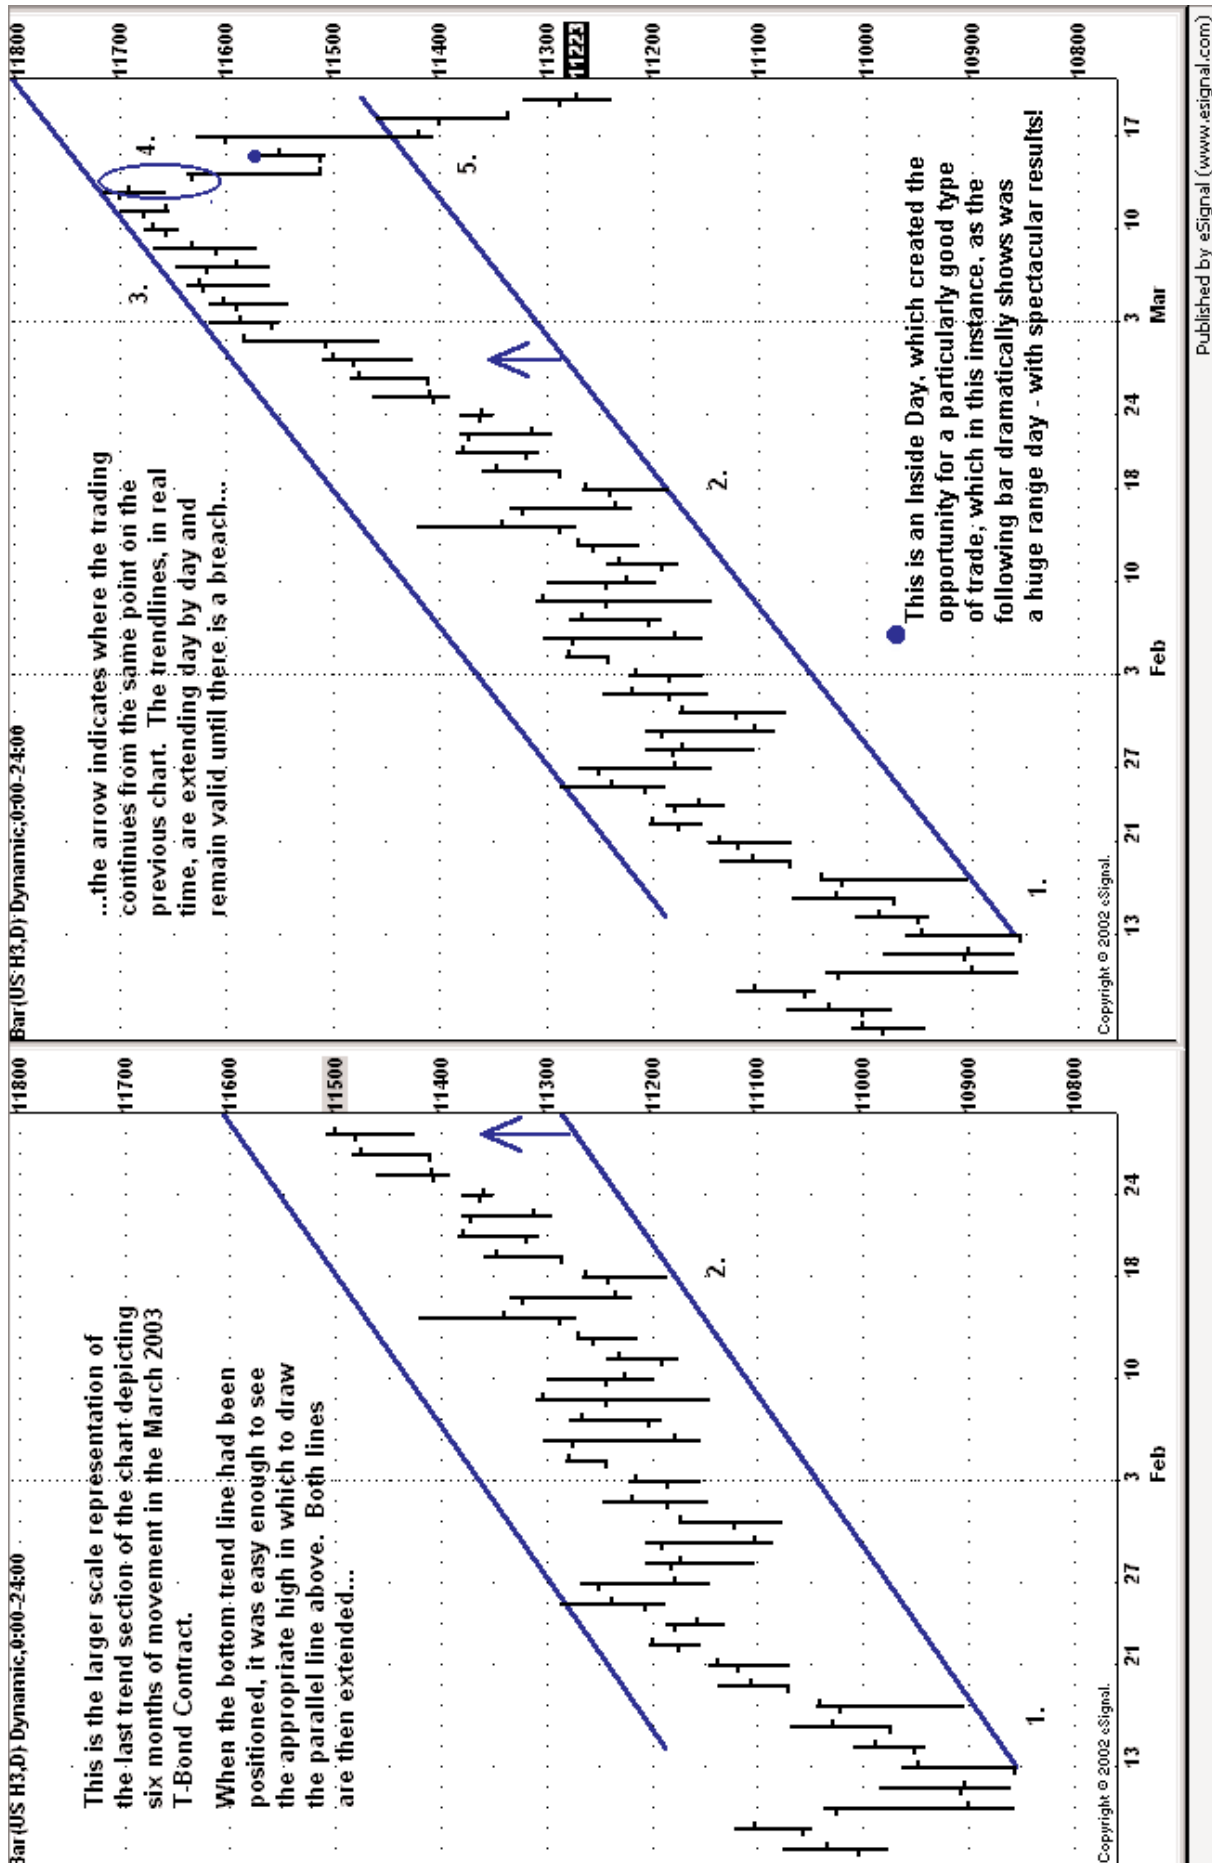 Bar (US H3,D) Dynamic,0:00-24:00
This is the larger scale representation of
the last trend section of the chart depicting
six months of movement in the March 2003
T-Bond Contract.
When the bottom trend line had been
positioned, it was easy enough to see
the appropriate high in which to draw
the parallel line above. Both lines
are then extended...
2.
1.
11800
11700
11600
11500
11400
11300
11200
11100
11000
10900
10800
Copyright © 2002 eSignal.
13
21
27
3
10
18
24
Feb
Bar (US H3,D) Dynamic,0:00-24:00
...the arrow indicates where the trading
continues from the same point on the
previous chart. The trendlines, in real
time, are extending day by day and
remain valid until there is a breach...
3.
4.
5.
2.
1.
This is an Inside Day, which created the
opportunity for a particularly good type
of trade, which in this instance, as the
following bar dramatically shows was
a huge range day - with spectacular results!
11800
11700
11600
11500
11400
11300
11223
11200
11100
11000
10900
10800
Copyright © 2002 eSignal.
13
21
27
3
10
18
24
3
10
17
Feb
Mar
Published by eSignal (www.esignal.com)